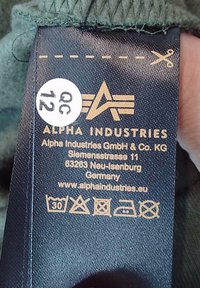 QC
12
ALPHA INDUSTRIES
Alpha Industries GmbH & Co. KG
Siemensstrasse 11
63263 Neu-Isenburg
Germany
www.alphaindustries.eu
30